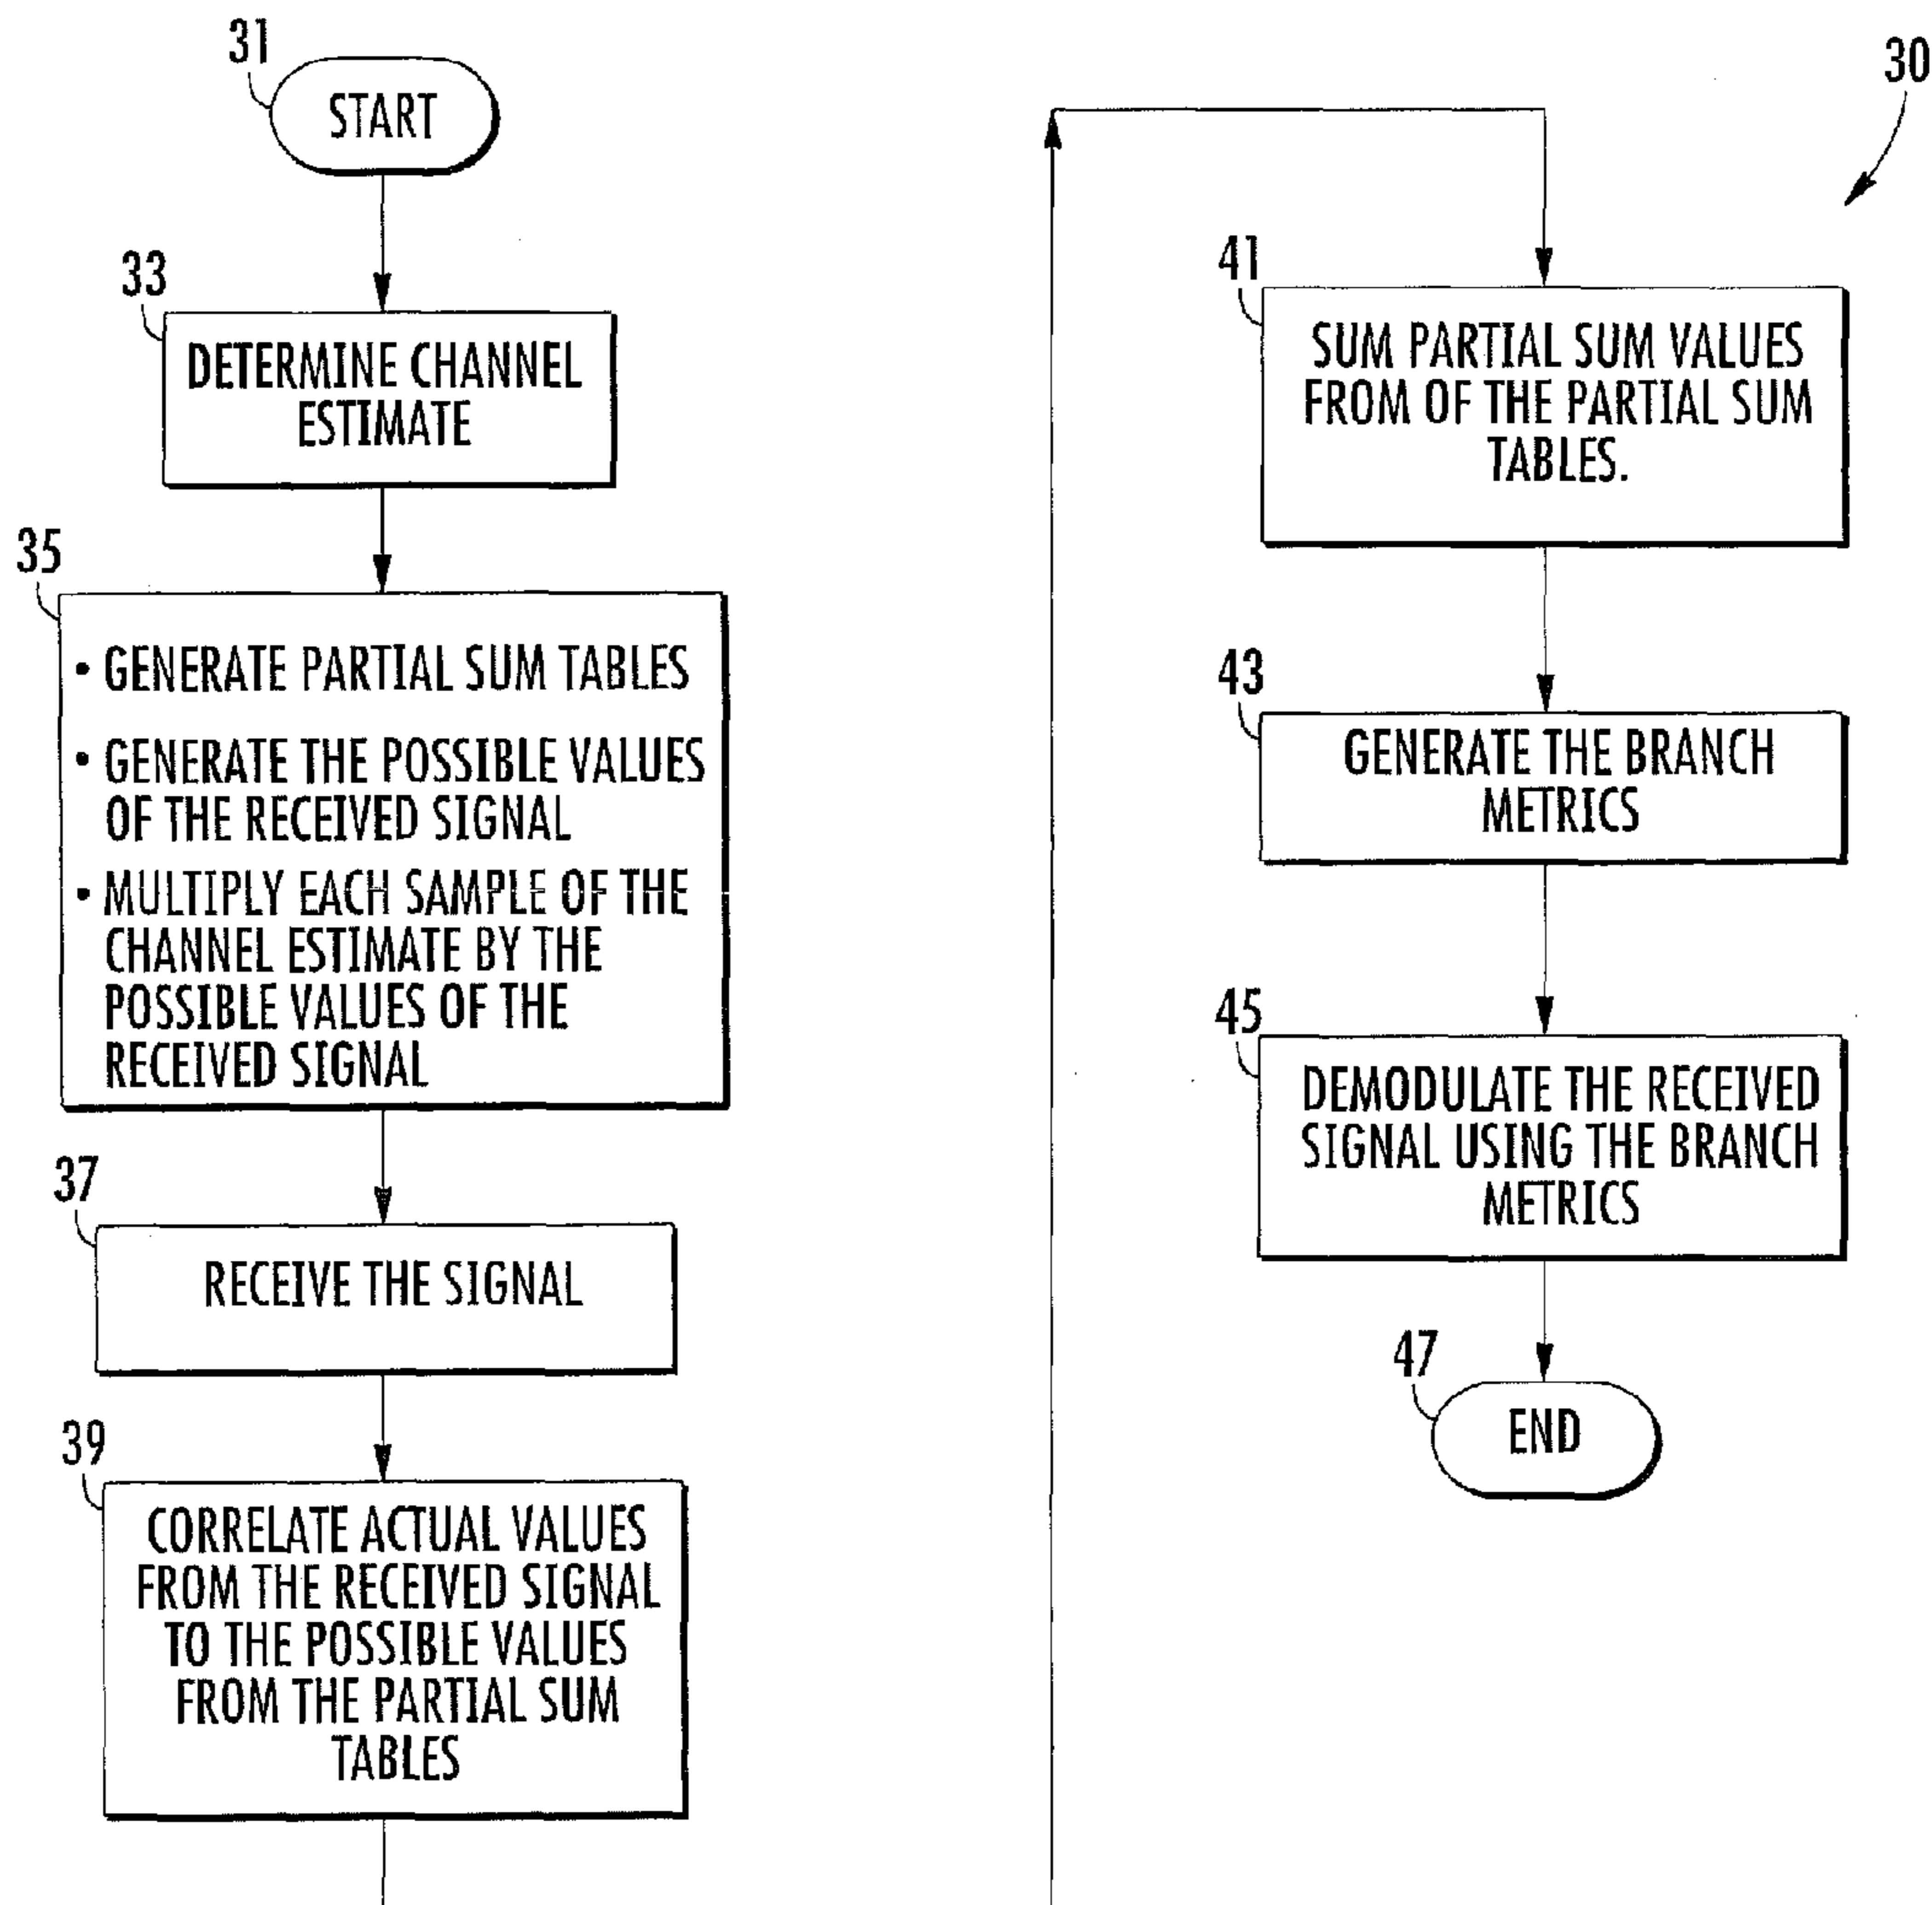 31
START
33
DETERMINE CHANNEL
ESTIMATE
35
• GENERATE PARTIAL SUM TABLES
• GENERATE THE POSSIBLE VALUES
OF THE RECEIVED SIGNAL
• MULTIPLY EACH SAMPLE OF THE
CHANNEL ESTIMATE BY THE
POSSIBLE VALUES OF THE
RECEIVED SIGNAL
37
RECEIVE THE SIGNAL
39
CORRELATE ACTUAL VALUES
FROM THE RECEIVED SIGNAL
TO THE POSSIBLE VALUES
FROM THE PARTIAL SUM
TABLES
30
41
SUM PARTIAL SUM VALUES
FROM OF THE PARTIAL SUM
TABLES.
43
GENERATE THE BRANCH
METRICS
45
DEMODULATE THE RECEIVED
SIGNAL USING THE BRANCH
METRICS
47
END